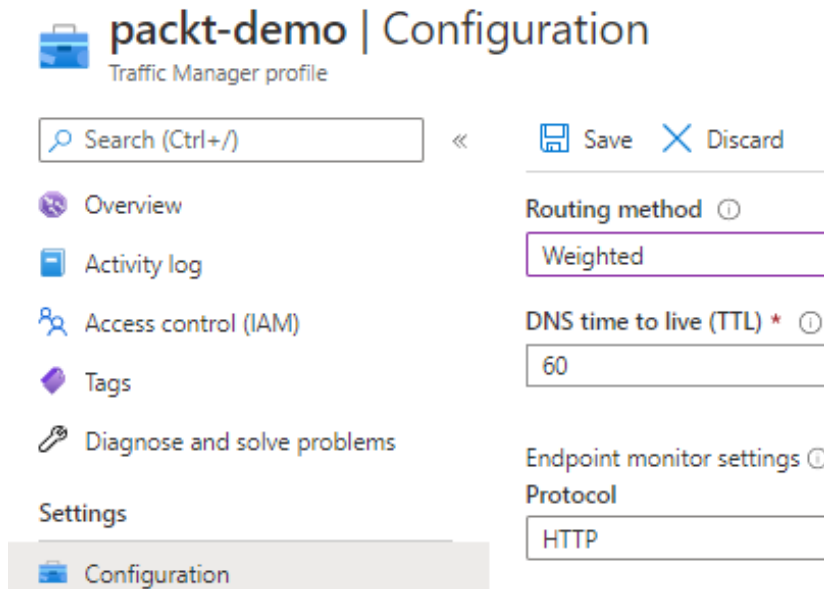 packt-demo | Configuration
Traffic Manager profile
Search (Ctrl+/)
Overview
Activity log
Access control (IAM)
Tags
Diagnose and solve problems
Settings
Configuration
Save
Discard
Routing method
Weighted
DNS time to live (TTL) *
60
Endpoint monitor settings
Protocol
HTTP